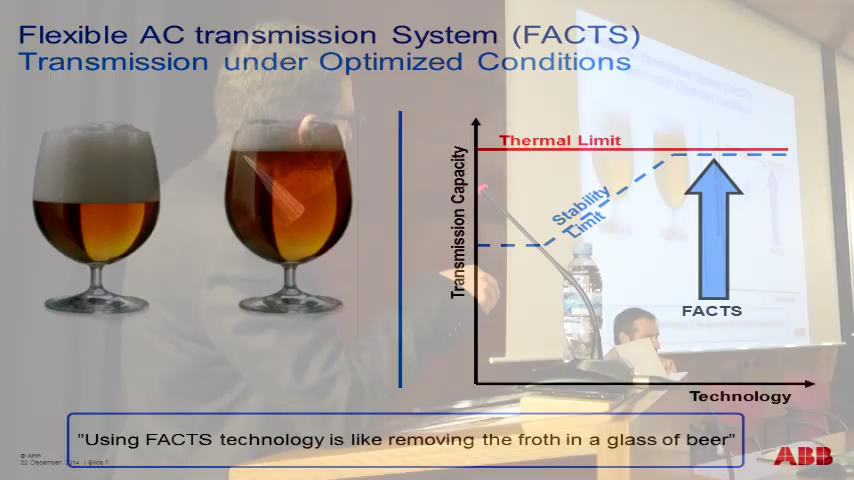 Flexible AC transmission System (FACTS)
Transmission under Optimized Conditions
Thermal Limit
Transmission Capacity
Stability
Limit
FACTS
Technology
"Using FACTS technology is like removing the froth in a glass of beer"
© ABB
22 December, 2014 | Slide 1
ABB